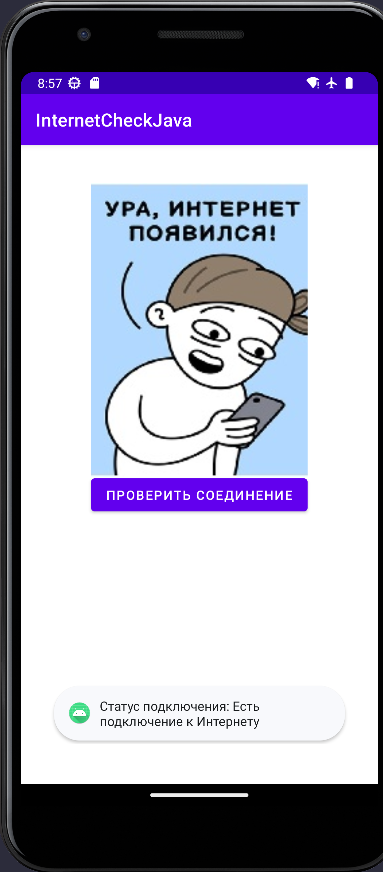 8:57
InternetCheckJava
УРА, ИНТЕРНЕТ
ПОЯВИЛСЯ!
ПРОВЕРИТЬ СОЕДИНЕНИЕ
Статус подключения: Есть
подключение к Интернету